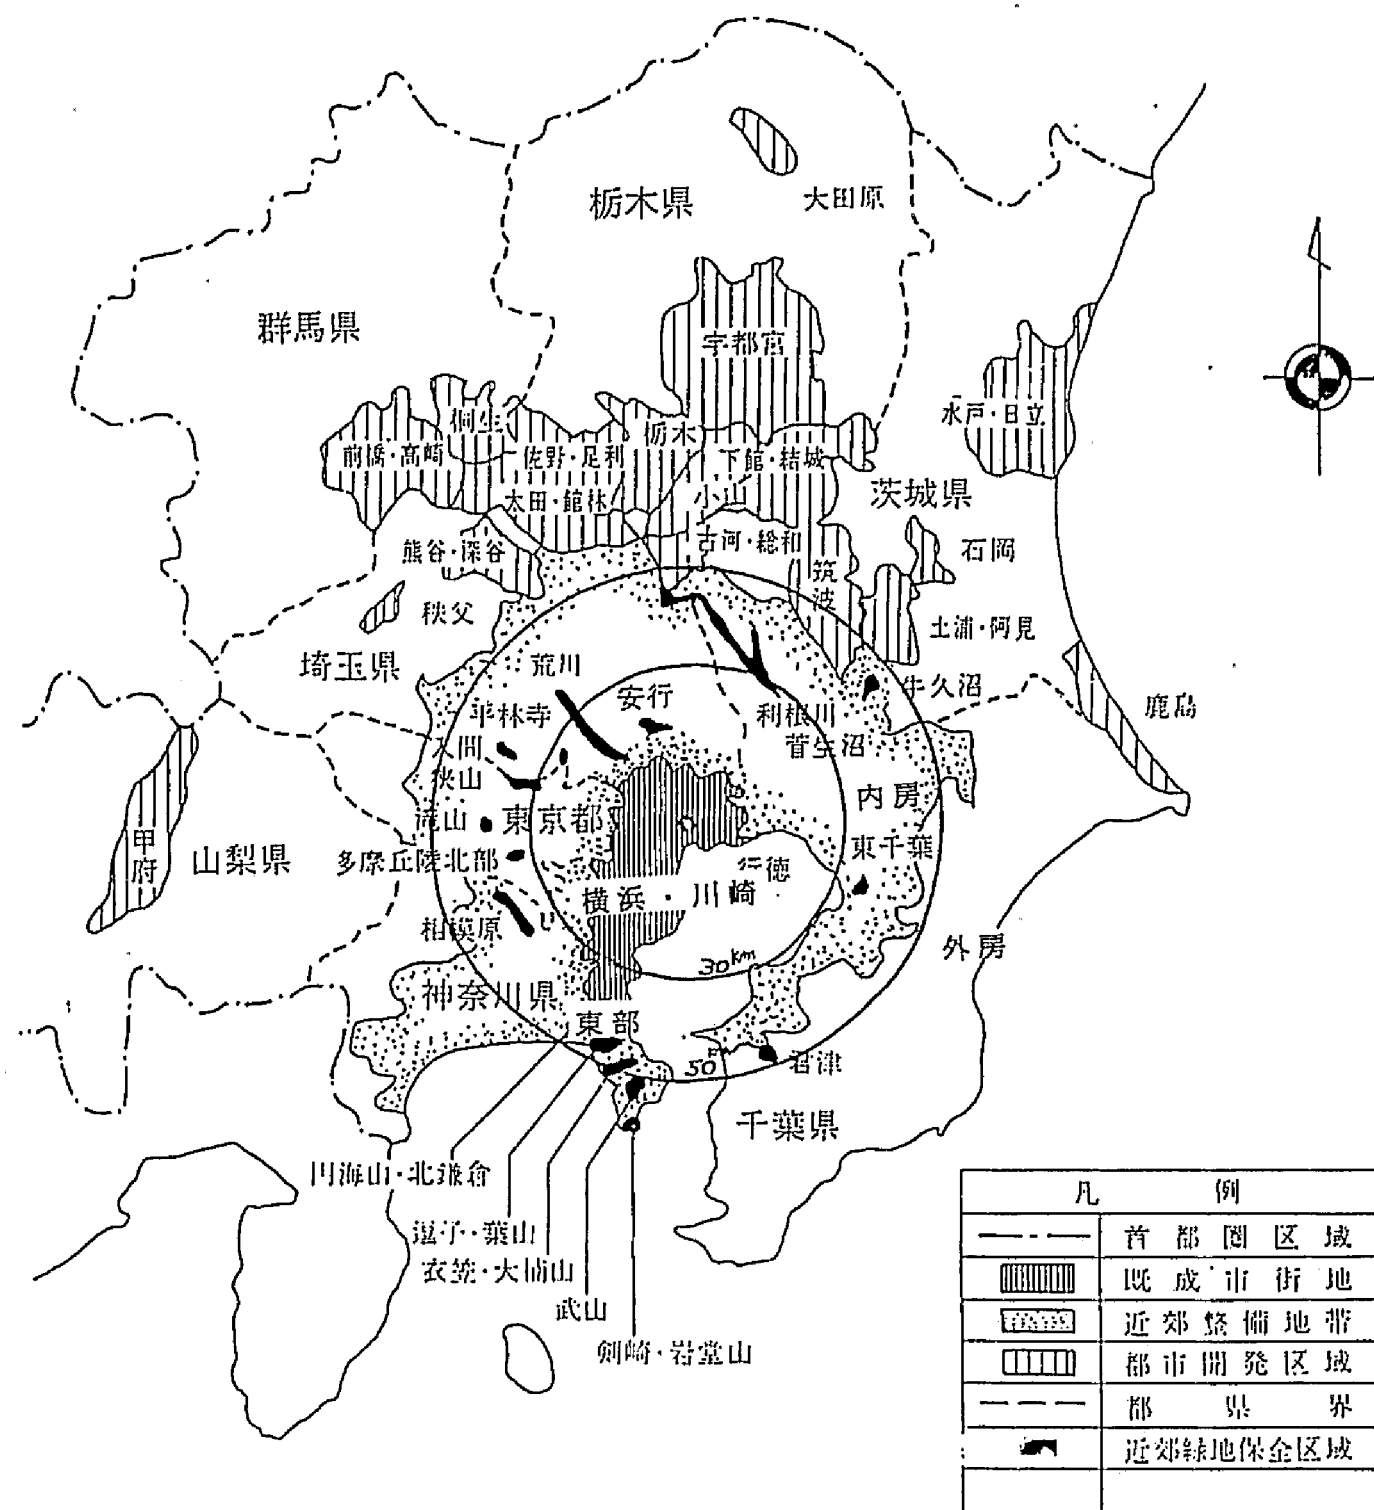 栃木県
大田原
群馬県
宇都宮
水戸・日立
桐生
栃木
前橋・高崎
佐野・足利
下館・結城
太田・館林
小山
茨城県
熊谷・深谷
古河・総和
石岡
筑波
秩父
土浦・阿見
埼玉県
荒川
安行
牛久沼
平林寺
利根川
菅生沼
鹿島
入間
狭山
内房
滝山
東京都
甲府
山梨県
多摩丘陵北部
行徳
東千葉
横浜・川崎
相模原
外房
30km
神奈川県
東部
50km
君津
千葉県
円海山・北鎌倉
逗子・葉山
衣笠・大楠山
武山
剣崎・岩堂山
凡例
首都圏区域
既成市街地
近郊整備地帯
都市開発区域
都県界
近郊緑地保全区域